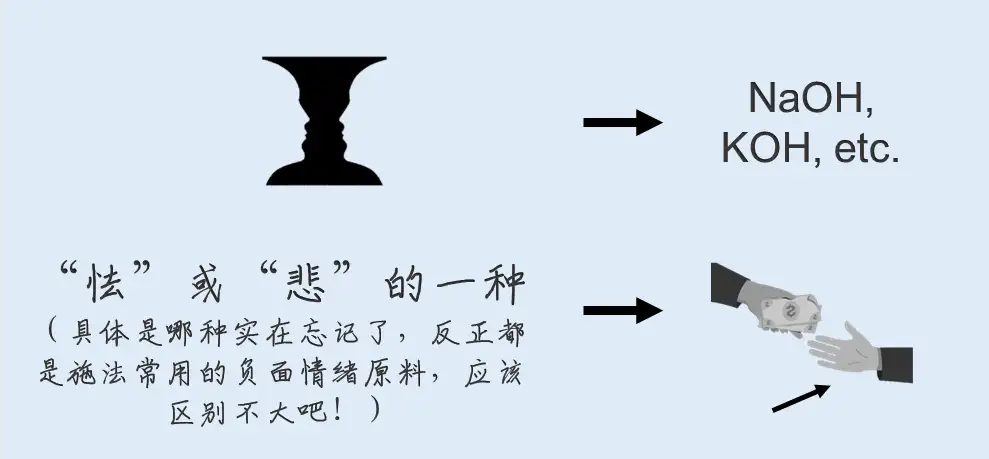 NaOH,
KOH, etc.
“怯”或“悲”的一种
（具体是哪种实在忘记了，反正都
是施法常用的负面情绪原料，应该
区别不大吧！）